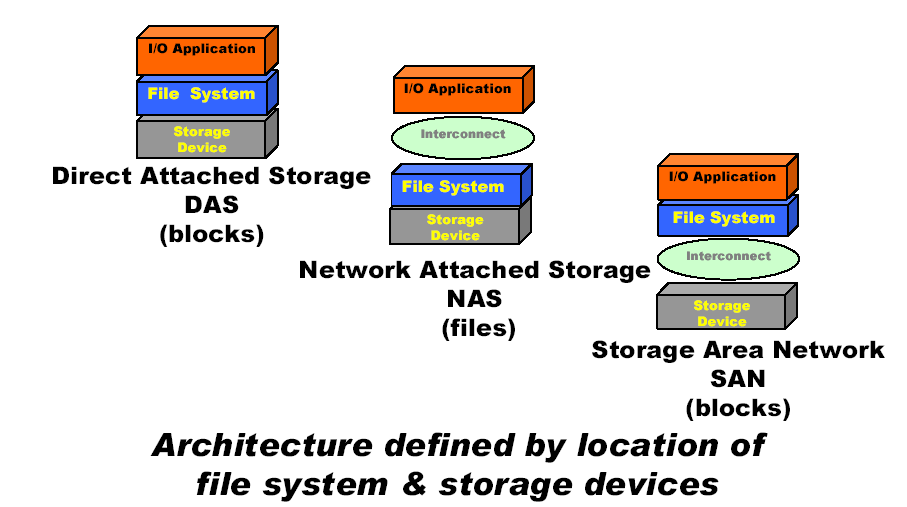 I/O Application
File System
Storage
Device
Direct Attached Storage
DAS
(blocks)
I/O Application
Interconnect
File System
Storage
Device
Network Attached Storage
NAS
(files)
I/O Application
File System
Interconnect
Storage
Device
Storage Area Network
SAN
(blocks)
Architecture defined by location of
file system & storage devices